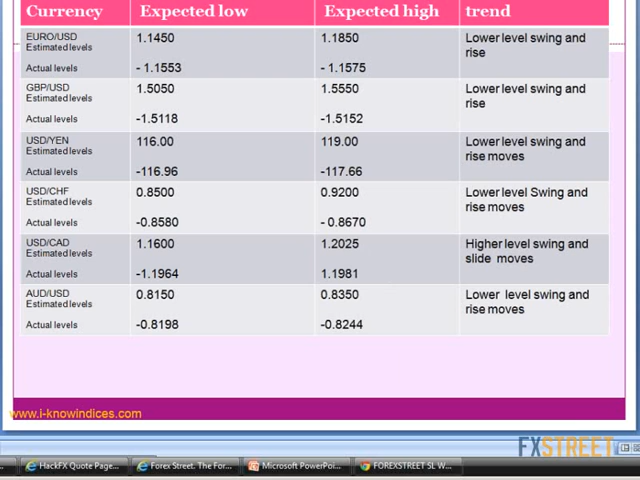 Currency Expected low Expected high trend
EURO/USD 1.1450 1.1850 Lower level swing and
Estimated levels rise
Actual levels - 1.1553 - 1.1575
GBP/USD 1.5050 1.5550 Lower level swing and
Estimated levels rise
Actual levels -1.5118 -1.5152
USD/YEN 116.00 119.00 Lower level swing and
Estimated levels rise moves
Actual levels -116.96 -117.66
USD/CHF 0.8500 0.9200 Lower level Swing and
Estimated levels rise moves
Actual levels -0.8580 - 0.8670
USD/CAD 1.1600 1.2025 Higher level swing and
Estimated levels slide moves
Actual levels -1.1964 1.1981
AUD/USD 0.8150 0.8350 Lower level swing and
Estimated levels rise moves
Actual levels -0.8198 -0.8244
www.i-knowindices.com
FXSTREET
HackFX Quote Page... Forex Street. The For... Microsoft PowerPoi... FOREXSTREET SL W...